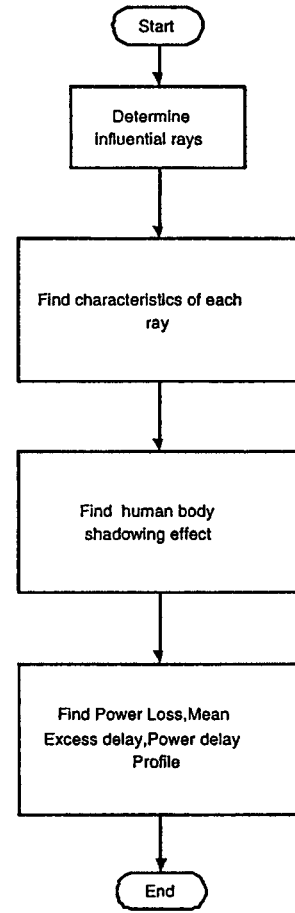 Start
Determine
influential rays
Find characteristics of each
ray
Find human body
shadowing effect
Find Power Loss,Mean
Excess delay,Power delay
Profile
End